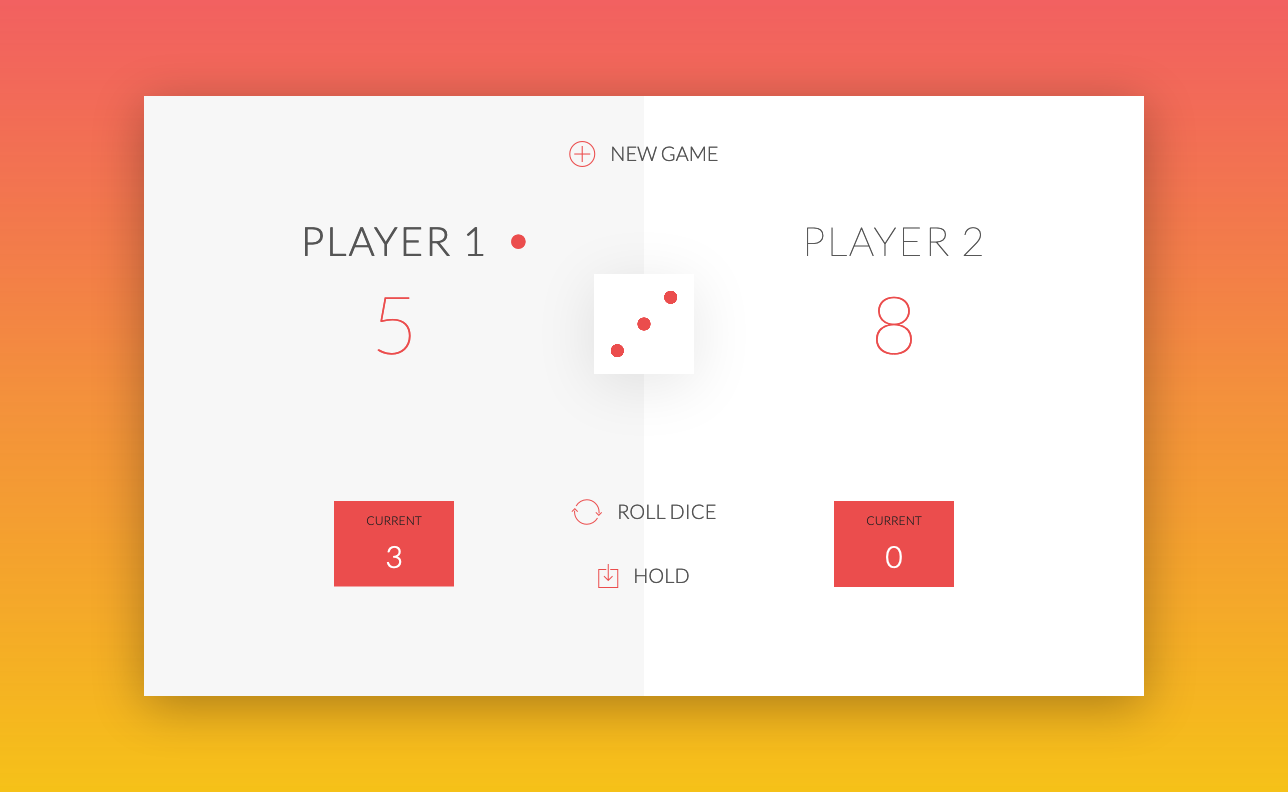 NEW GAME
PLAYER 1
5
PLAYER 2
8
CURRENT
3
ROLL DICE
HOLD
CURRENT
0